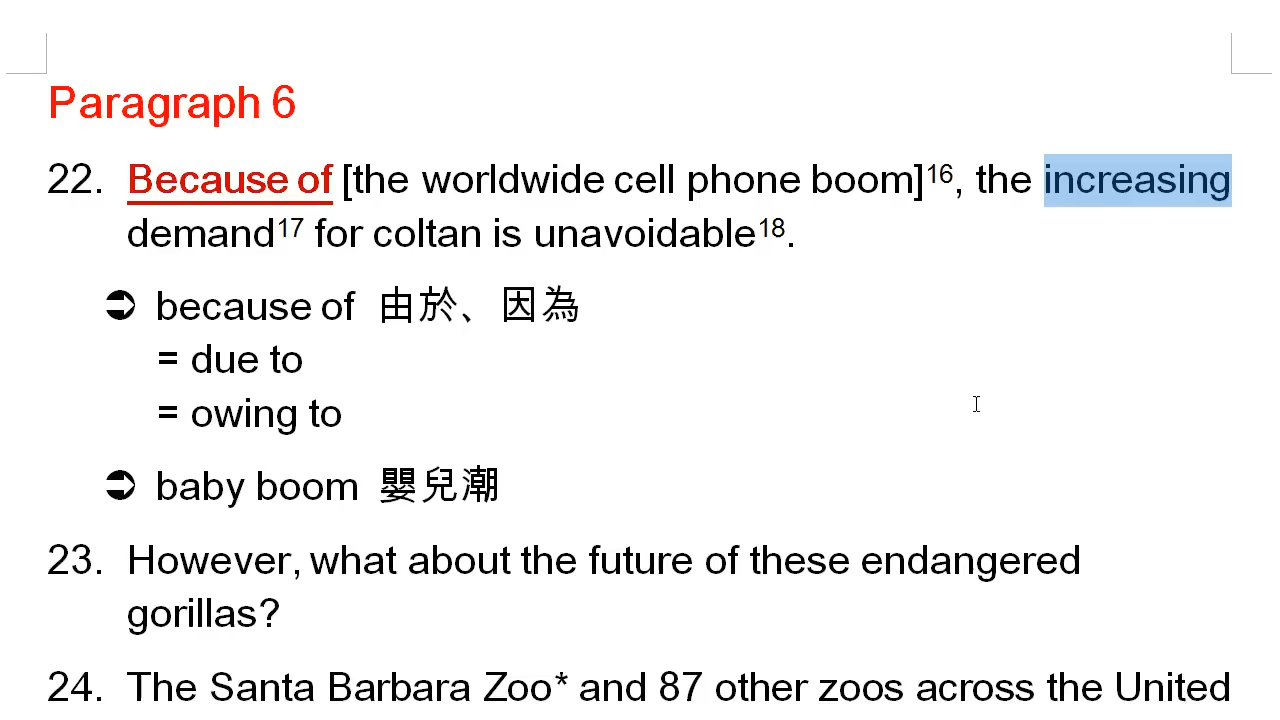 Paragraph 6
22. Because of [the worldwide cell phone boom]16, the increasing
demand17 for coltan is unavoidable18.
➲ because of 由於、因為
= due to
= owing to
➲ baby boom 嬰兒潮
23. However, what about the future of these endangered
gorillas?
24. The Santa Barbara Zoo* and 87 other zoos across the United